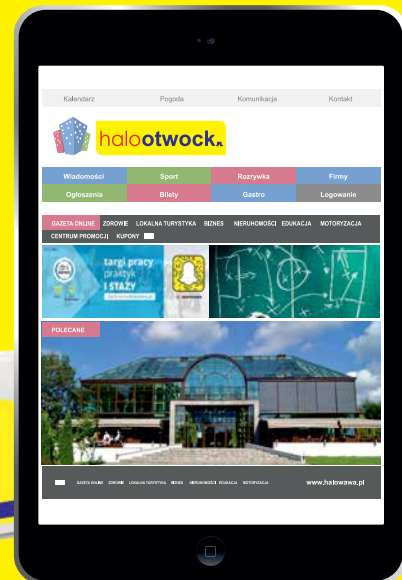 Kalendarz Pogoda Komunikacja Kontakt
halootwock.
Wiadomości Sport Rozrywka Firmy
Ogłoszenia Bilety Gastro Logowanie
GAZETA ONLINE ZDROWIE LOKALNA TURYSTYKA BIZNES NIERUHOMOŚCI EDUKACJA MOTORYZACJA
CENTRUM PROMOCJI KUPONY
targi pracy
praktyk
I STAŻY
POLECANE
GAZETA ONLINE ZDROWIE LOKALNA TURYSTYKA BIZNES NIERUHOMOŚCI EDUKACJA MOTORYZACJA www.halowawa.pl